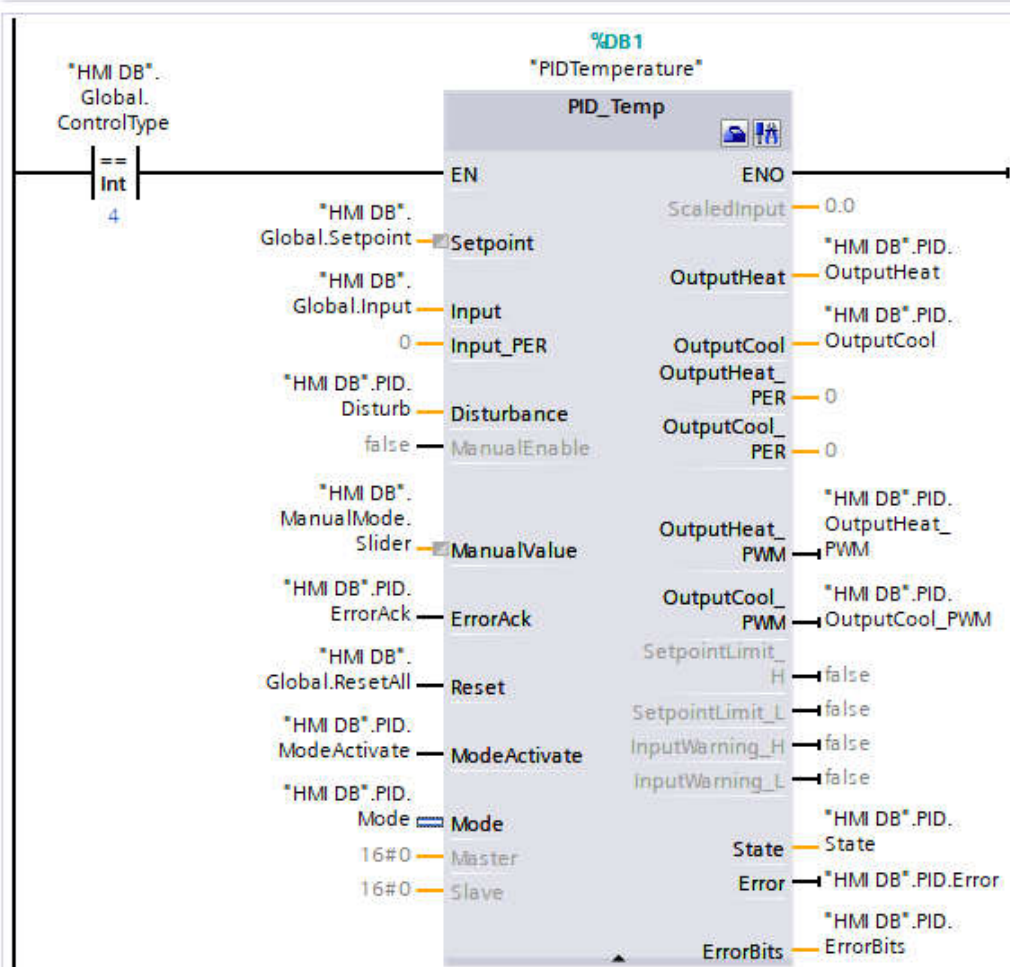 %DB1
"PIDTemperature"
"HMI DB".
Global.
ControlType
==
Int
4
PID_Temp
EN
ENO
ScaledInput
0.0
"HMI DB".
Global.Setpoint
Setpoint
OutputHeat
"HMI DB".PID.
OutputHeat
"HMI DB".
Global.Input
Input
0
Input_PER
OutputCool
"HMI DB".PID.
OutputCool
OutputHeat_
PER
0
"HMI DB".PID.
Disturb
Disturbance
OutputCool_
PER
0
false
ManualEnable
"HMI DB".
ManualMode.
Slider
ManualValue
OutputHeat_
PWM
"HMI DB".PID.
OutputHeat_
PWM
"HMI DB".PID.
ErrorAck
ErrorAck
OutputCool_
PWM
"HMI DB".PID.
OutputCool_PWM
"HMI DB".
Global.ResetAll
Reset
SetpointLimit_
H
false
SetpointLimit_L
false
"HMI DB".PID.
ModeActivate
ModeActivate
InputWarning_H
false
InputWarning_L
false
"HMI DB".PID.
Mode
Mode
State
"HMI DB".PID.
State
16#0
Master
Error
"HMI DB".PID.Error
16#0
Slave
ErrorBits
"HMI DB".PID.
ErrorBits